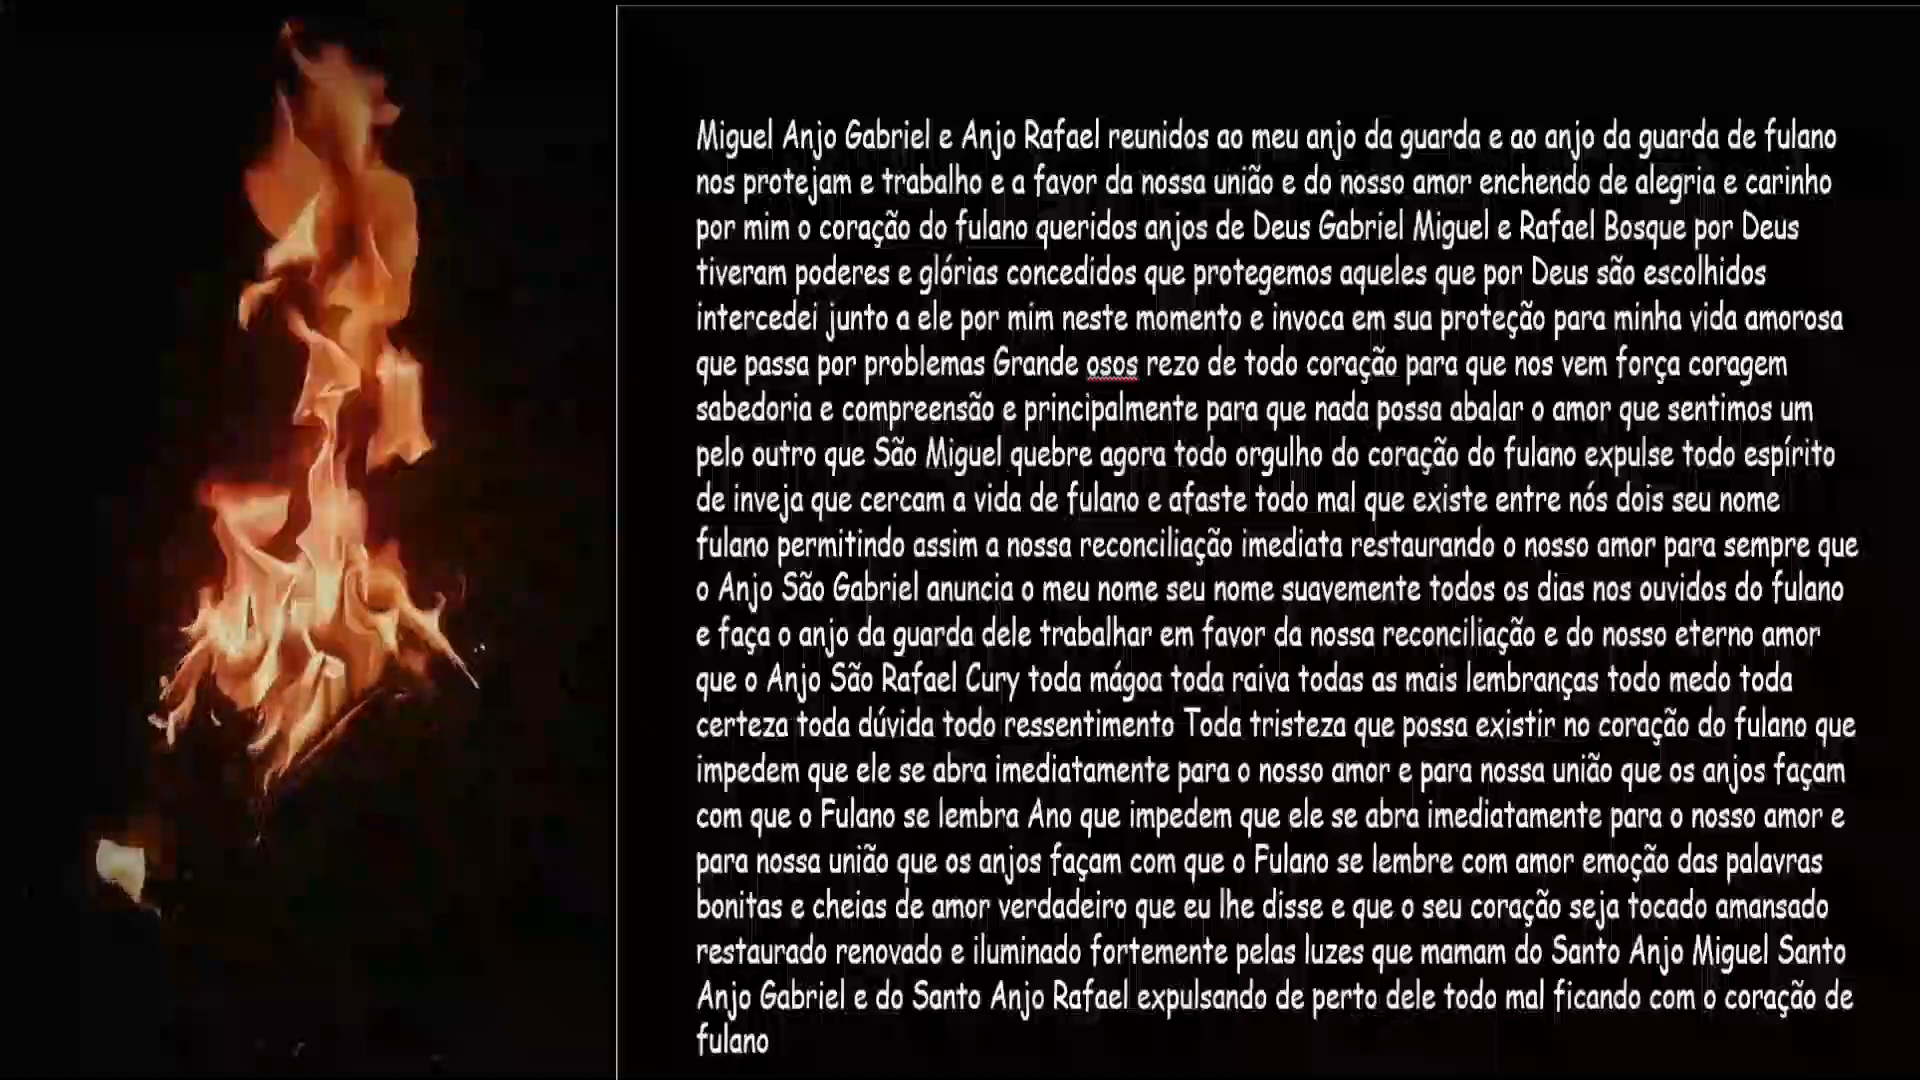 Miguel Anjo Gabriel e Anjo Rafael reunidos ao meu anjo da guarda e ao anjo da guarda de fulano
nos protejam e trabalho e a favor da nossa união e do nosso amor enchendo de alegria e carinho
por mim o coração do fulano queridos anjos de Deus Gabriel Miguel e Rafael Bosque por Deus
tiveram poderes e glórias concedidos que protegemos aqueles que por Deus são escolhidos
intercedei junto a ele por mim neste momento e invoca em sua proteção para minha vida amorosa
que passa por problemas Grande osos rezo de todo coração para que nos vem força coragem
sabedoria e compreensão e principalmente para que nada possa abalar o amor que sentimos um
pelo outro que São Miguel quebre agora todo orgulho do coração do fulano expulse todo espírito
de inveja que cercam a vida de fulano e afaste todo mal que existe entre nós dois seu nome
fulano permitindo assim a nossa reconciliação imediata restaurando o nosso amor para sempre que
o Anjo São Gabriel anuncia o meu nome seu nome suavemente todos os dias nos ouvidos do fulano
e faça o anjo da guarda dele trabalhar em favor da nossa reconciliação e do nosso eterno amor
que o Anjo São Rafael Cury toda mágoa toda raiva todas as mais lembranças todo medo toda
certeza toda dúvida todo ressentimento Toda tristeza que possa existir no coração do fulano que
impedem que ele se abra imediatamente para o nosso amor e para nossa união que os anjos façam
com que o Fulano se lembra Ano que impedem que ele se abra imediatamente para o nosso amor e
para nossa união que os anjos façam com que o Fulano se lembre com amor emoção das palavras
bonitas e cheias de amor verdadeiro que eu lhe disse e que o seu coração seja tocado amansado
restaurado renovado e iluminado fortemente pelas luzes que mamam do Santo Anjo Miguel Santo
Anjo Gabriel e do Santo Anjo Rafael expulsando de perto dele todo mal ficando com o coração de
fulano